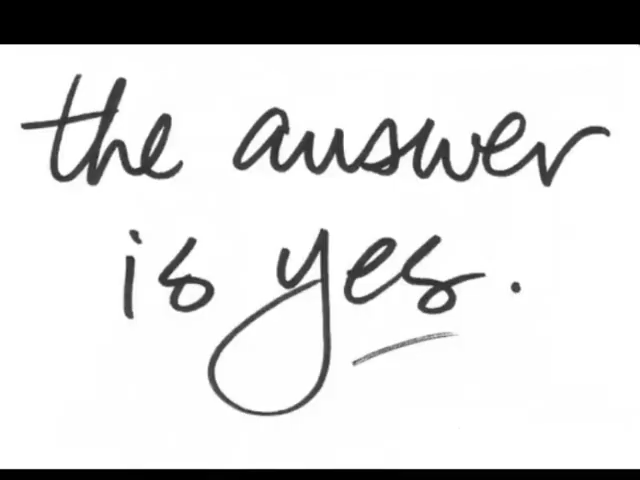 the answer
is yes.